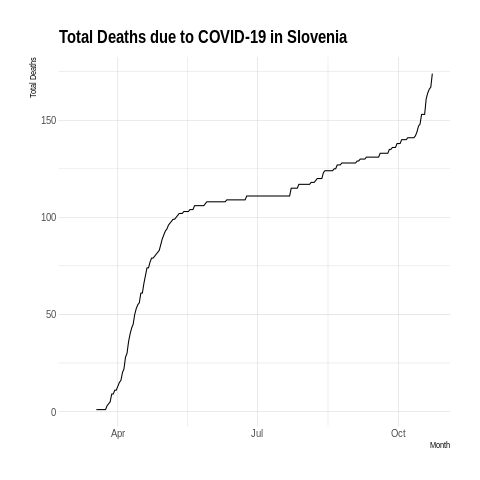 Total Deaths due to COVID-19 in Slovenia
Total Deaths
150
100
50
0
Apr Jul Oct
Month